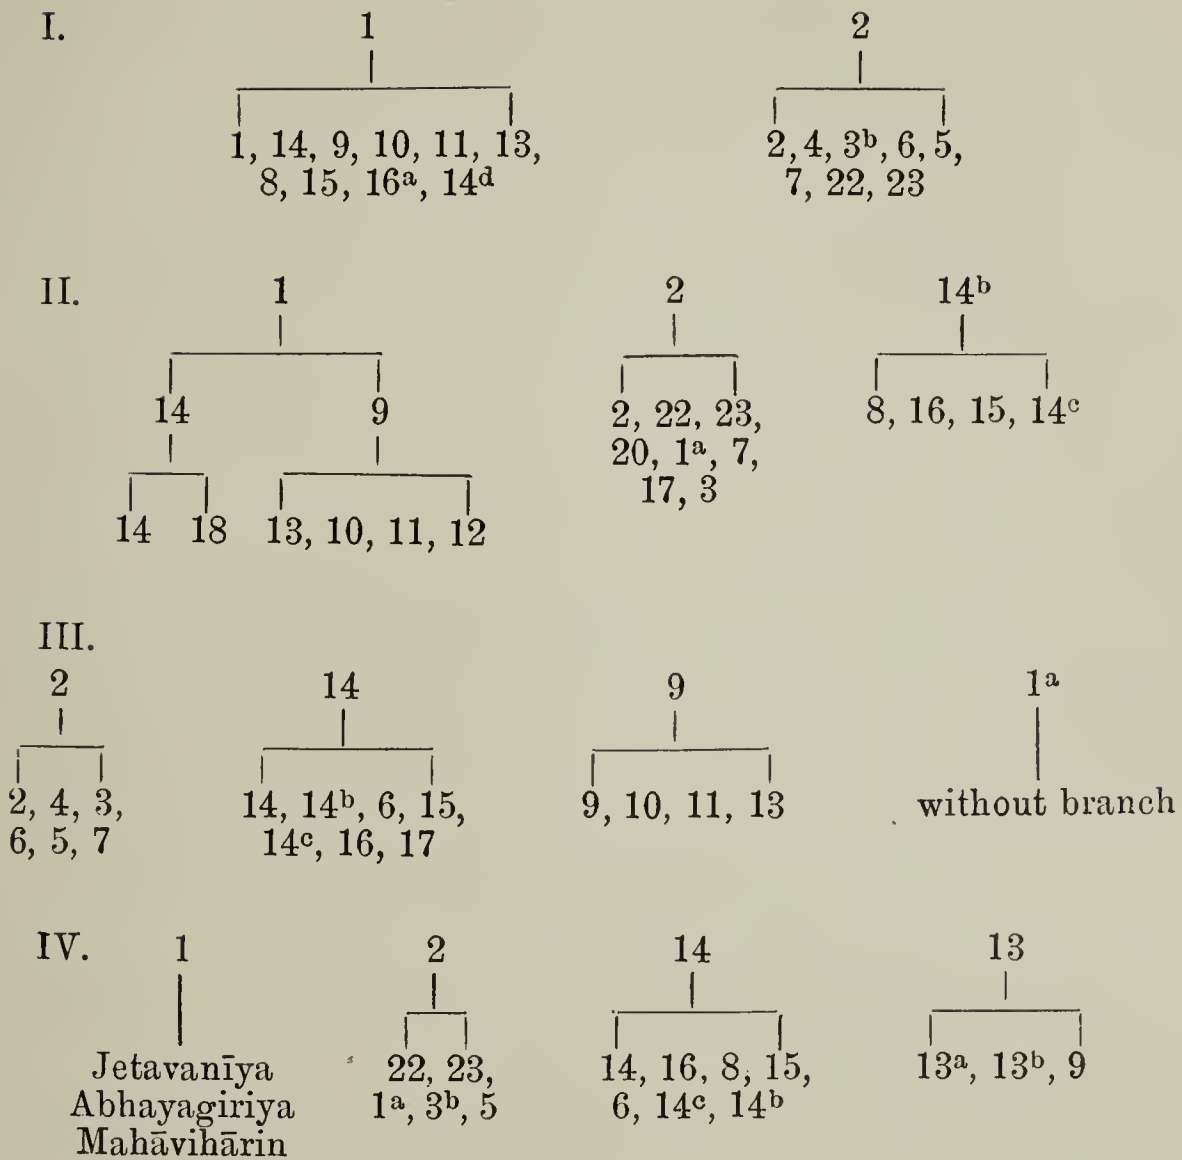 I. 1 2
1, 14, 9, 10, 11, 13, 2, 4, 3ᵇ, 6, 5,
8, 15, 16ᵃ, 14ᵈ 7, 22, 23
II. 1 2 14ᵇ
14 9 2, 22, 23, 8, 16, 15, 14ᶜ
20, 1ᵃ, 7,
17, 3
14 18 13, 10, 11, 12
III.
2 14 9 1ᵃ
2, 4, 3, 14, 14ᵇ, 6, 15, 9, 10, 11, 13 without branch
6, 5, 7 14ᶜ, 16, 17
IV. 1 2 14 13
Jetavanīya 22, 23, 14, 16, 8, 15, 13ᵃ, 13ᵇ, 9
Abhayagiriya 1ᵃ, 3ᵇ, 5 6, 14ᶜ, 14ᵇ
Mahāvihārin